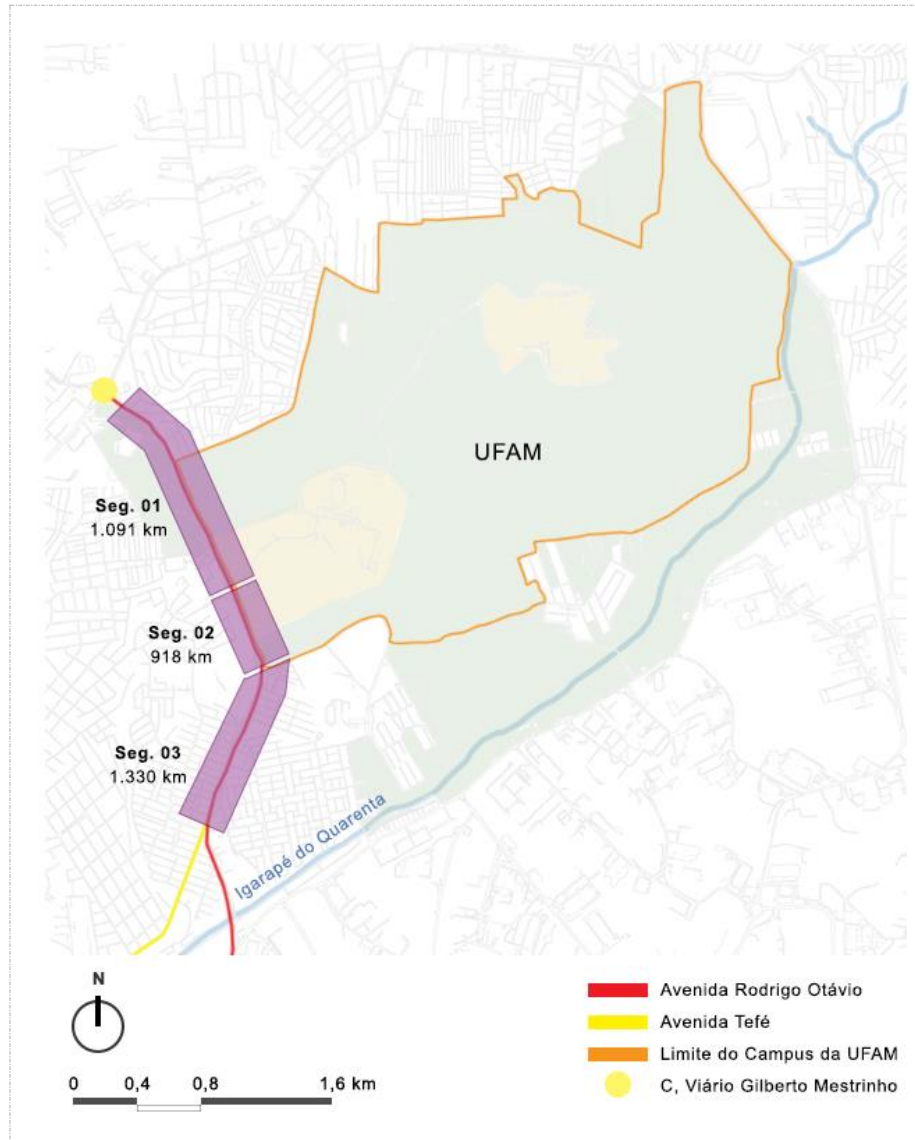 UFAM
Seg. 01
1.091 km
Seg. 02
918 km
Seg. 03
1.330 km
Igarapé do Quarenta
N
0 0,4 0,8 1,6 km
Avenida Rodrigo Otávio
Avenida Tefé
Limite do Campus da UFAM
C, Viário Gilberto Mestrinho